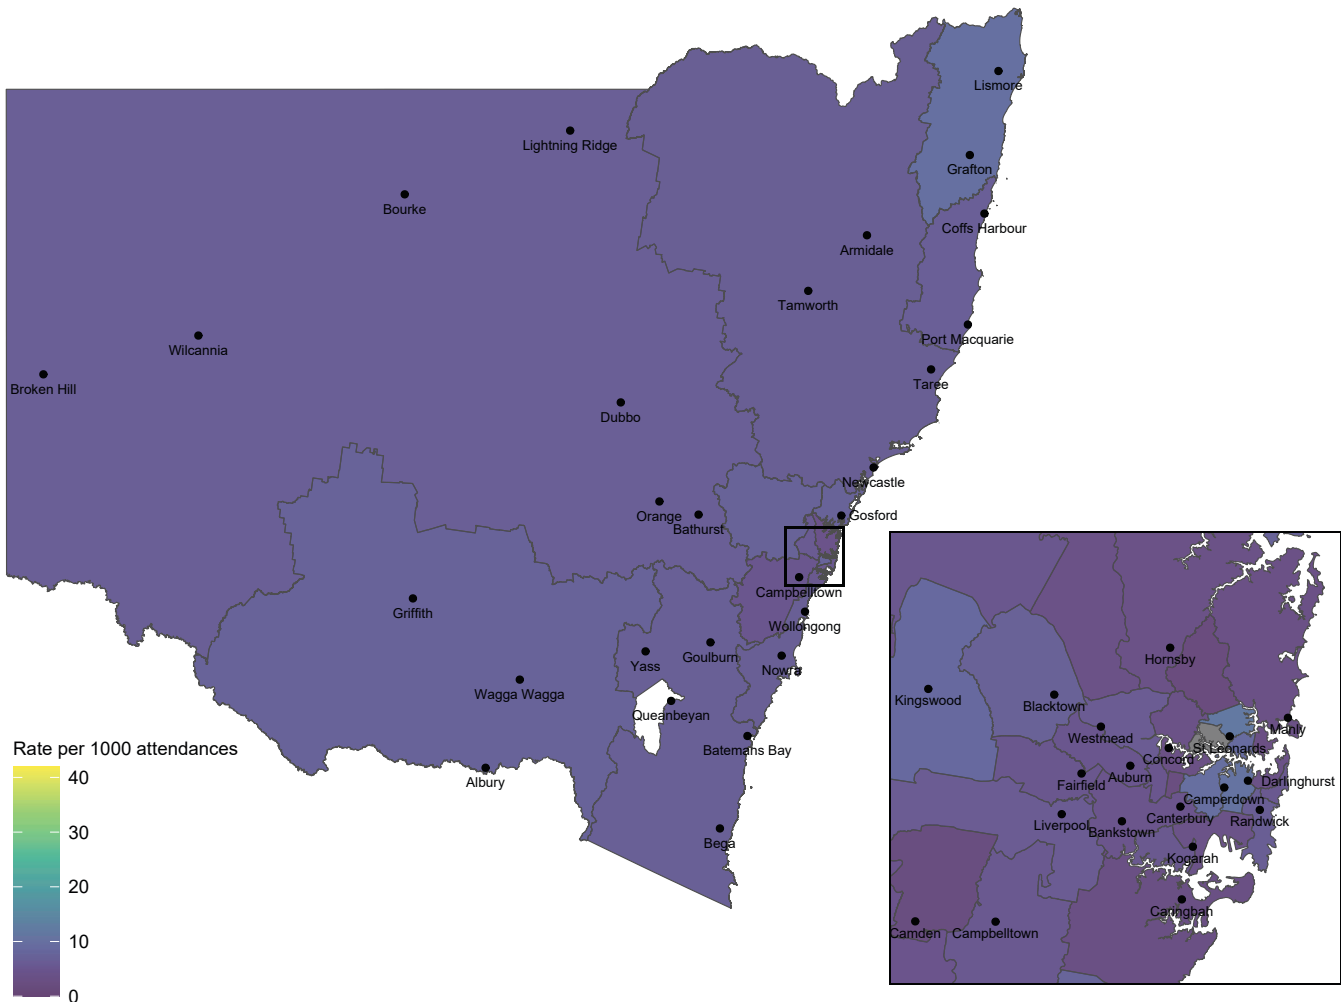 Lismore
Lightning Ridge
Grafton
Bourke
Coffs Harbour
Armidale
Tamworth
Port Macquarie
Wilcannia
Taree
Broken Hill
Dubbo
Newcastle
Orange
Gosford
Bathurst
Campbelltown
Griffith
Wollongong
Yass
Goulburn
Nowra
Wagga Wagga
Queanbeyan
Batemans Bay
Albury
Bega
Rate per 1000 attendances
40
30
20
10
0
Hornsby
Kingswood
Blacktown
Manly
Westmead
St Leonards
Concord
Auburn
Fairfield
Darlinghurst
Camperdown
Canterbury
Randwick
Liverpool
Bankstown
Kogarah
Caringbah
Camden
Campbelltown